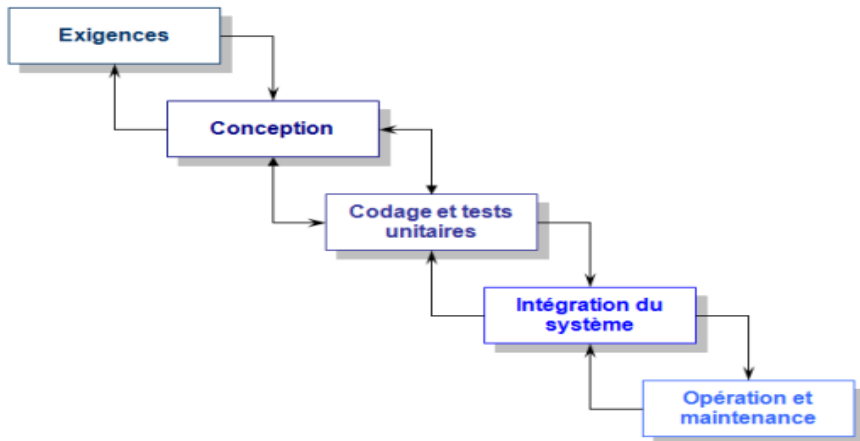 Exigences
Conception
Codage et tests
unitaires
Intégration du
système
Opération et
maintenance